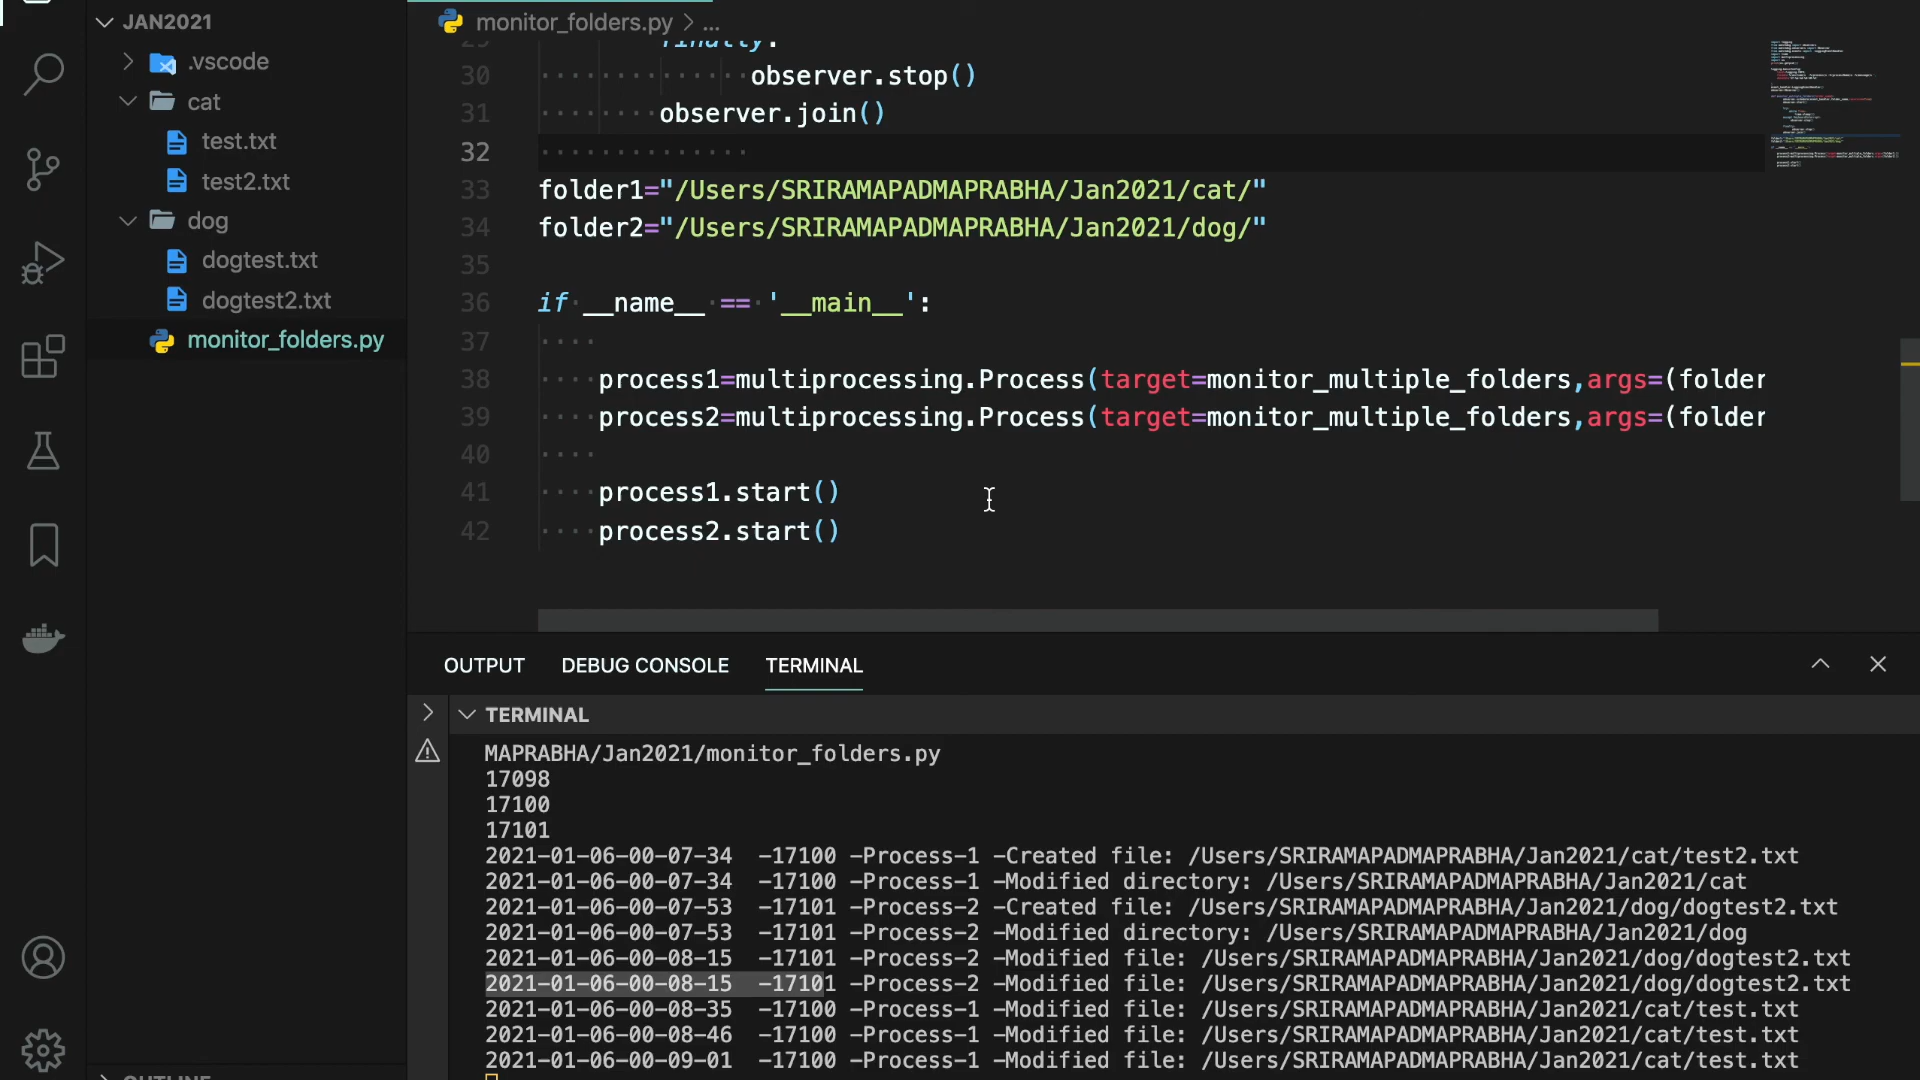 JAN2021
.vscode
cat
test.txt
test2.txt
dog
dogtest.txt
dogtest2.txt
monitor_folders.py
OUTLINE
monitor_folders.py > ...
29 finally:
30 observer.stop()
31 observer.join()
32
33 folder1="/Users/SRIRAMAPADMAPRABHA/Jan2021/cat/"
34 folder2="/Users/SRIRAMAPADMAPRABHA/Jan2021/dog/"
35
36 if __name__ == '__main__':
37
38 process1=multiprocessing.Process(target=monitor_multiple_folders,args=(folder
39 process2=multiprocessing.Process(target=monitor_multiple_folders,args=(folder
40
41 process1.start()
42 process2.start()
OUTPUT DEBUG CONSOLE TERMINAL
TERMINAL
MAPRABHA/Jan2021/monitor_folders.py
17098
17100
17101
2021-01-06-00-07-34 -17100 -Process-1 -Created file: /Users/SRIRAMAPADMAPRABHA/Jan2021/cat/test2.txt
2021-01-06-00-07-34 -17100 -Process-1 -Modified directory: /Users/SRIRAMAPADMAPRABHA/Jan2021/cat
2021-01-06-00-07-53 -17101 -Process-2 -Created file: /Users/SRIRAMAPADMAPRABHA/Jan2021/dog/dogtest2.txt
2021-01-06-00-07-53 -17101 -Process-2 -Modified directory: /Users/SRIRAMAPADMAPRABHA/Jan2021/dog
2021-01-06-00-08-15 -17101 -Process-2 -Modified file: /Users/SRIRAMAPADMAPRABHA/Jan2021/dog/dogtest2.txt
2021-01-06-00-08-15 -17101 -Process-2 -Modified file: /Users/SRIRAMAPADMAPRABHA/Jan2021/dog/dogtest2.txt
2021-01-06-00-08-35 -17100 -Process-1 -Modified file: /Users/SRIRAMAPADMAPRABHA/Jan2021/cat/test.txt
2021-01-06-00-08-46 -17100 -Process-1 -Modified file: /Users/SRIRAMAPADMAPRABHA/Jan2021/cat/test.txt
2021-01-06-00-09-01 -17100 -Process-1 -Modified file: /Users/SRIRAMAPADMAPRABHA/Jan2021/cat/test.txt